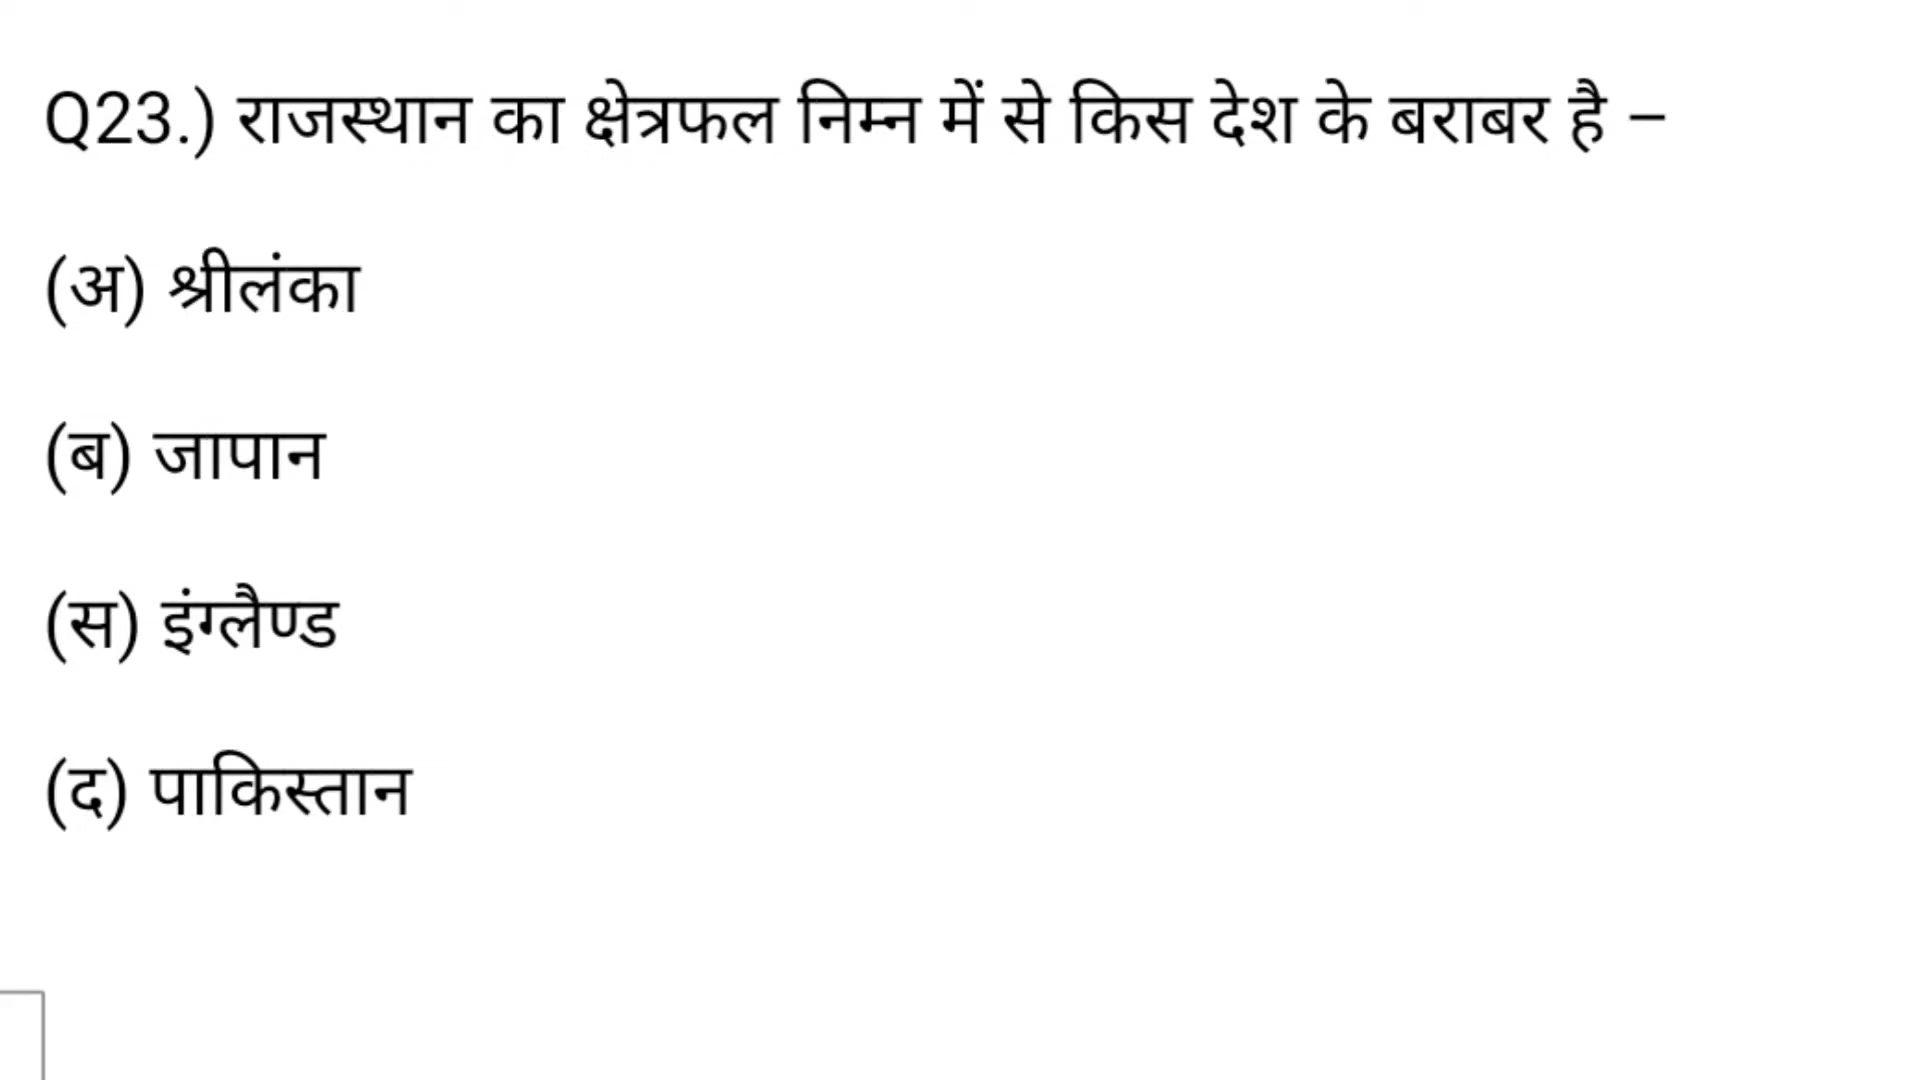 Q23.) राजस्थान का क्षेत्रफल निम्न में से किस देश के बराबर है –
(अ) श्रीलंका
(ब) जापान
(स) इंग्लैण्ड
(द) पाकिस्तान